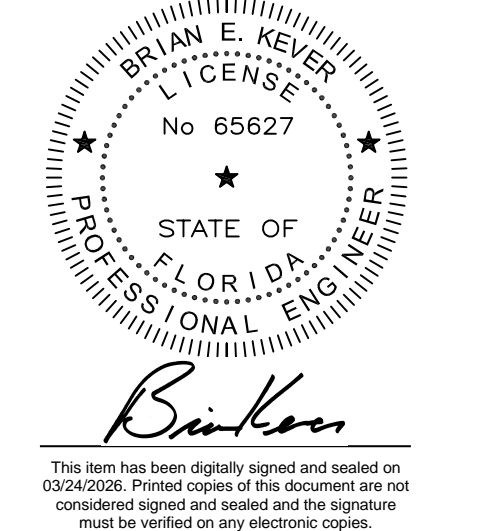 BRIAN E. KEVER
LICENSE
No 65627
STATE OF
FLORIDA
PROFESSIONAL ENGINEER
Brian Kever
This item has been digitally signed and sealed on
03/24/2026. Printed copies of this document are not
considered signed and sealed and the signature
must be verified on any electronic copies.